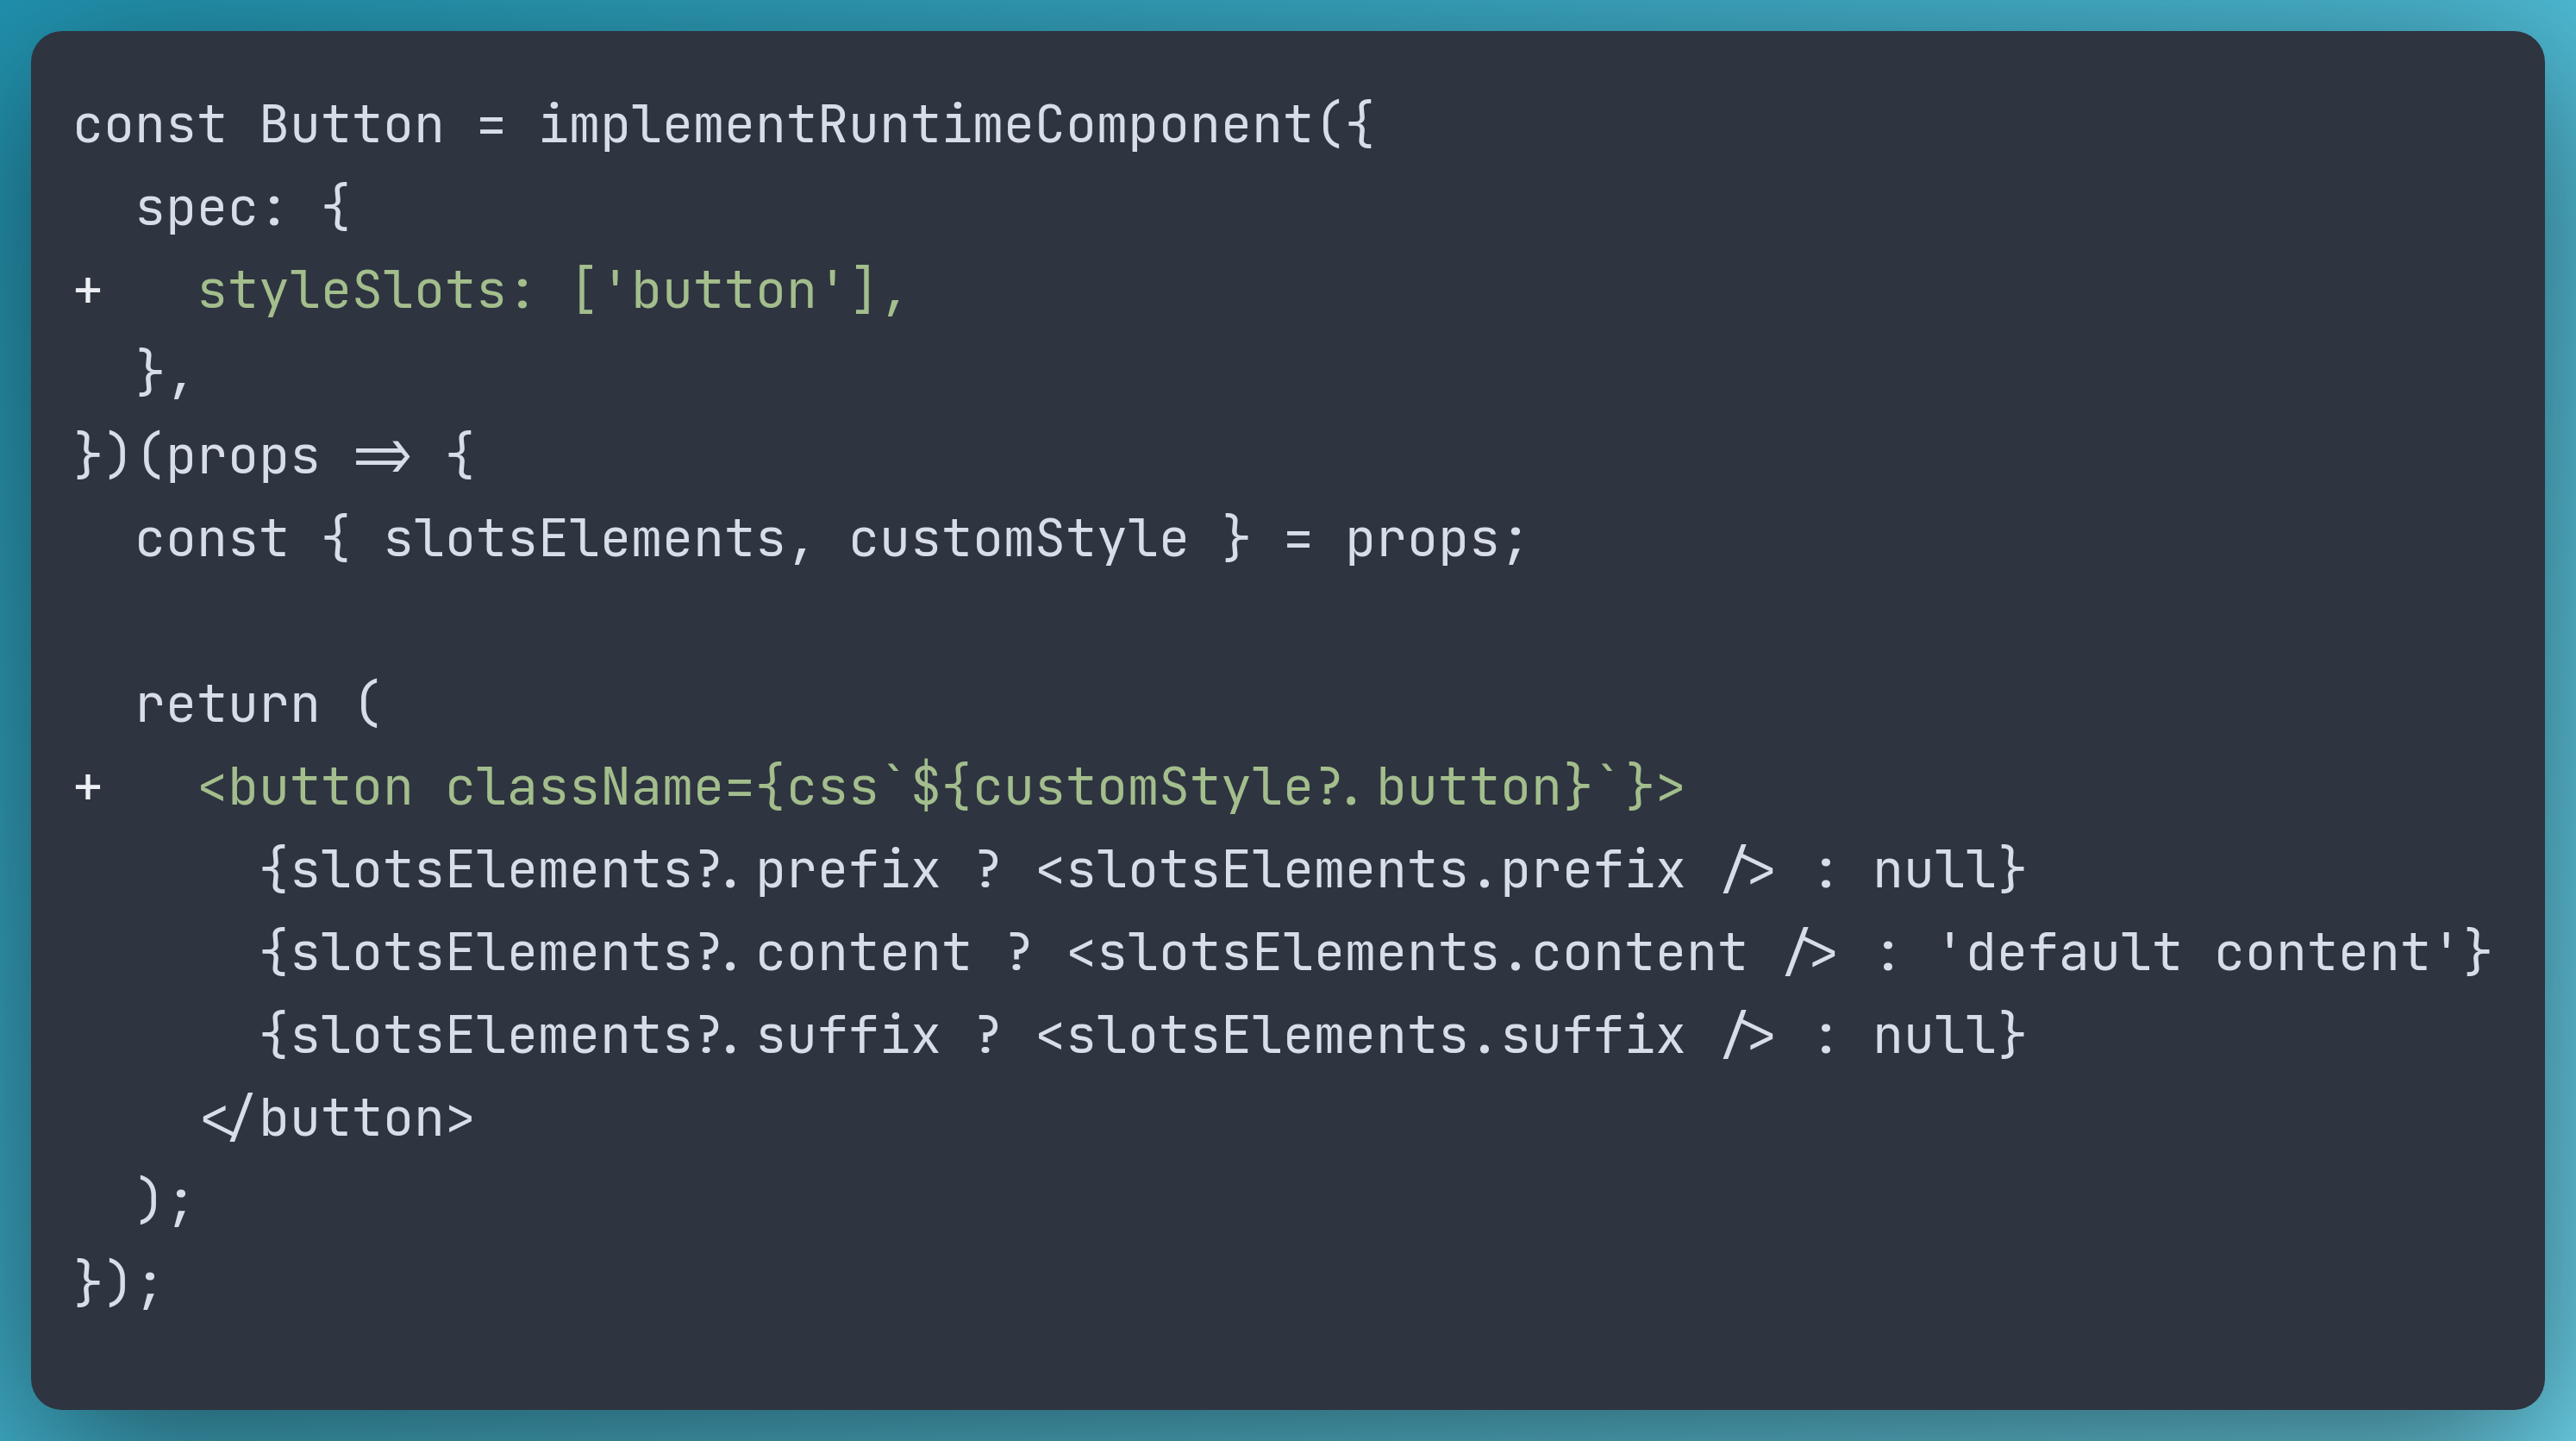 const Button = implementRuntimeComponent({
  spec: {
+   styleSlots: ['button'],
  },
})(props => {
  const { slotsElements, customStyle } = props;

  return (
+   <button className={css`${customStyle?.button}`}>
      {slotsElements?.prefix ? <slotsElements.prefix /> : null}
      {slotsElements?.content ? <slotsElements.content /> : 'default content'}
      {slotsElements?.suffix ? <slotsElements.suffix /> : null}
    </button>
  );
});